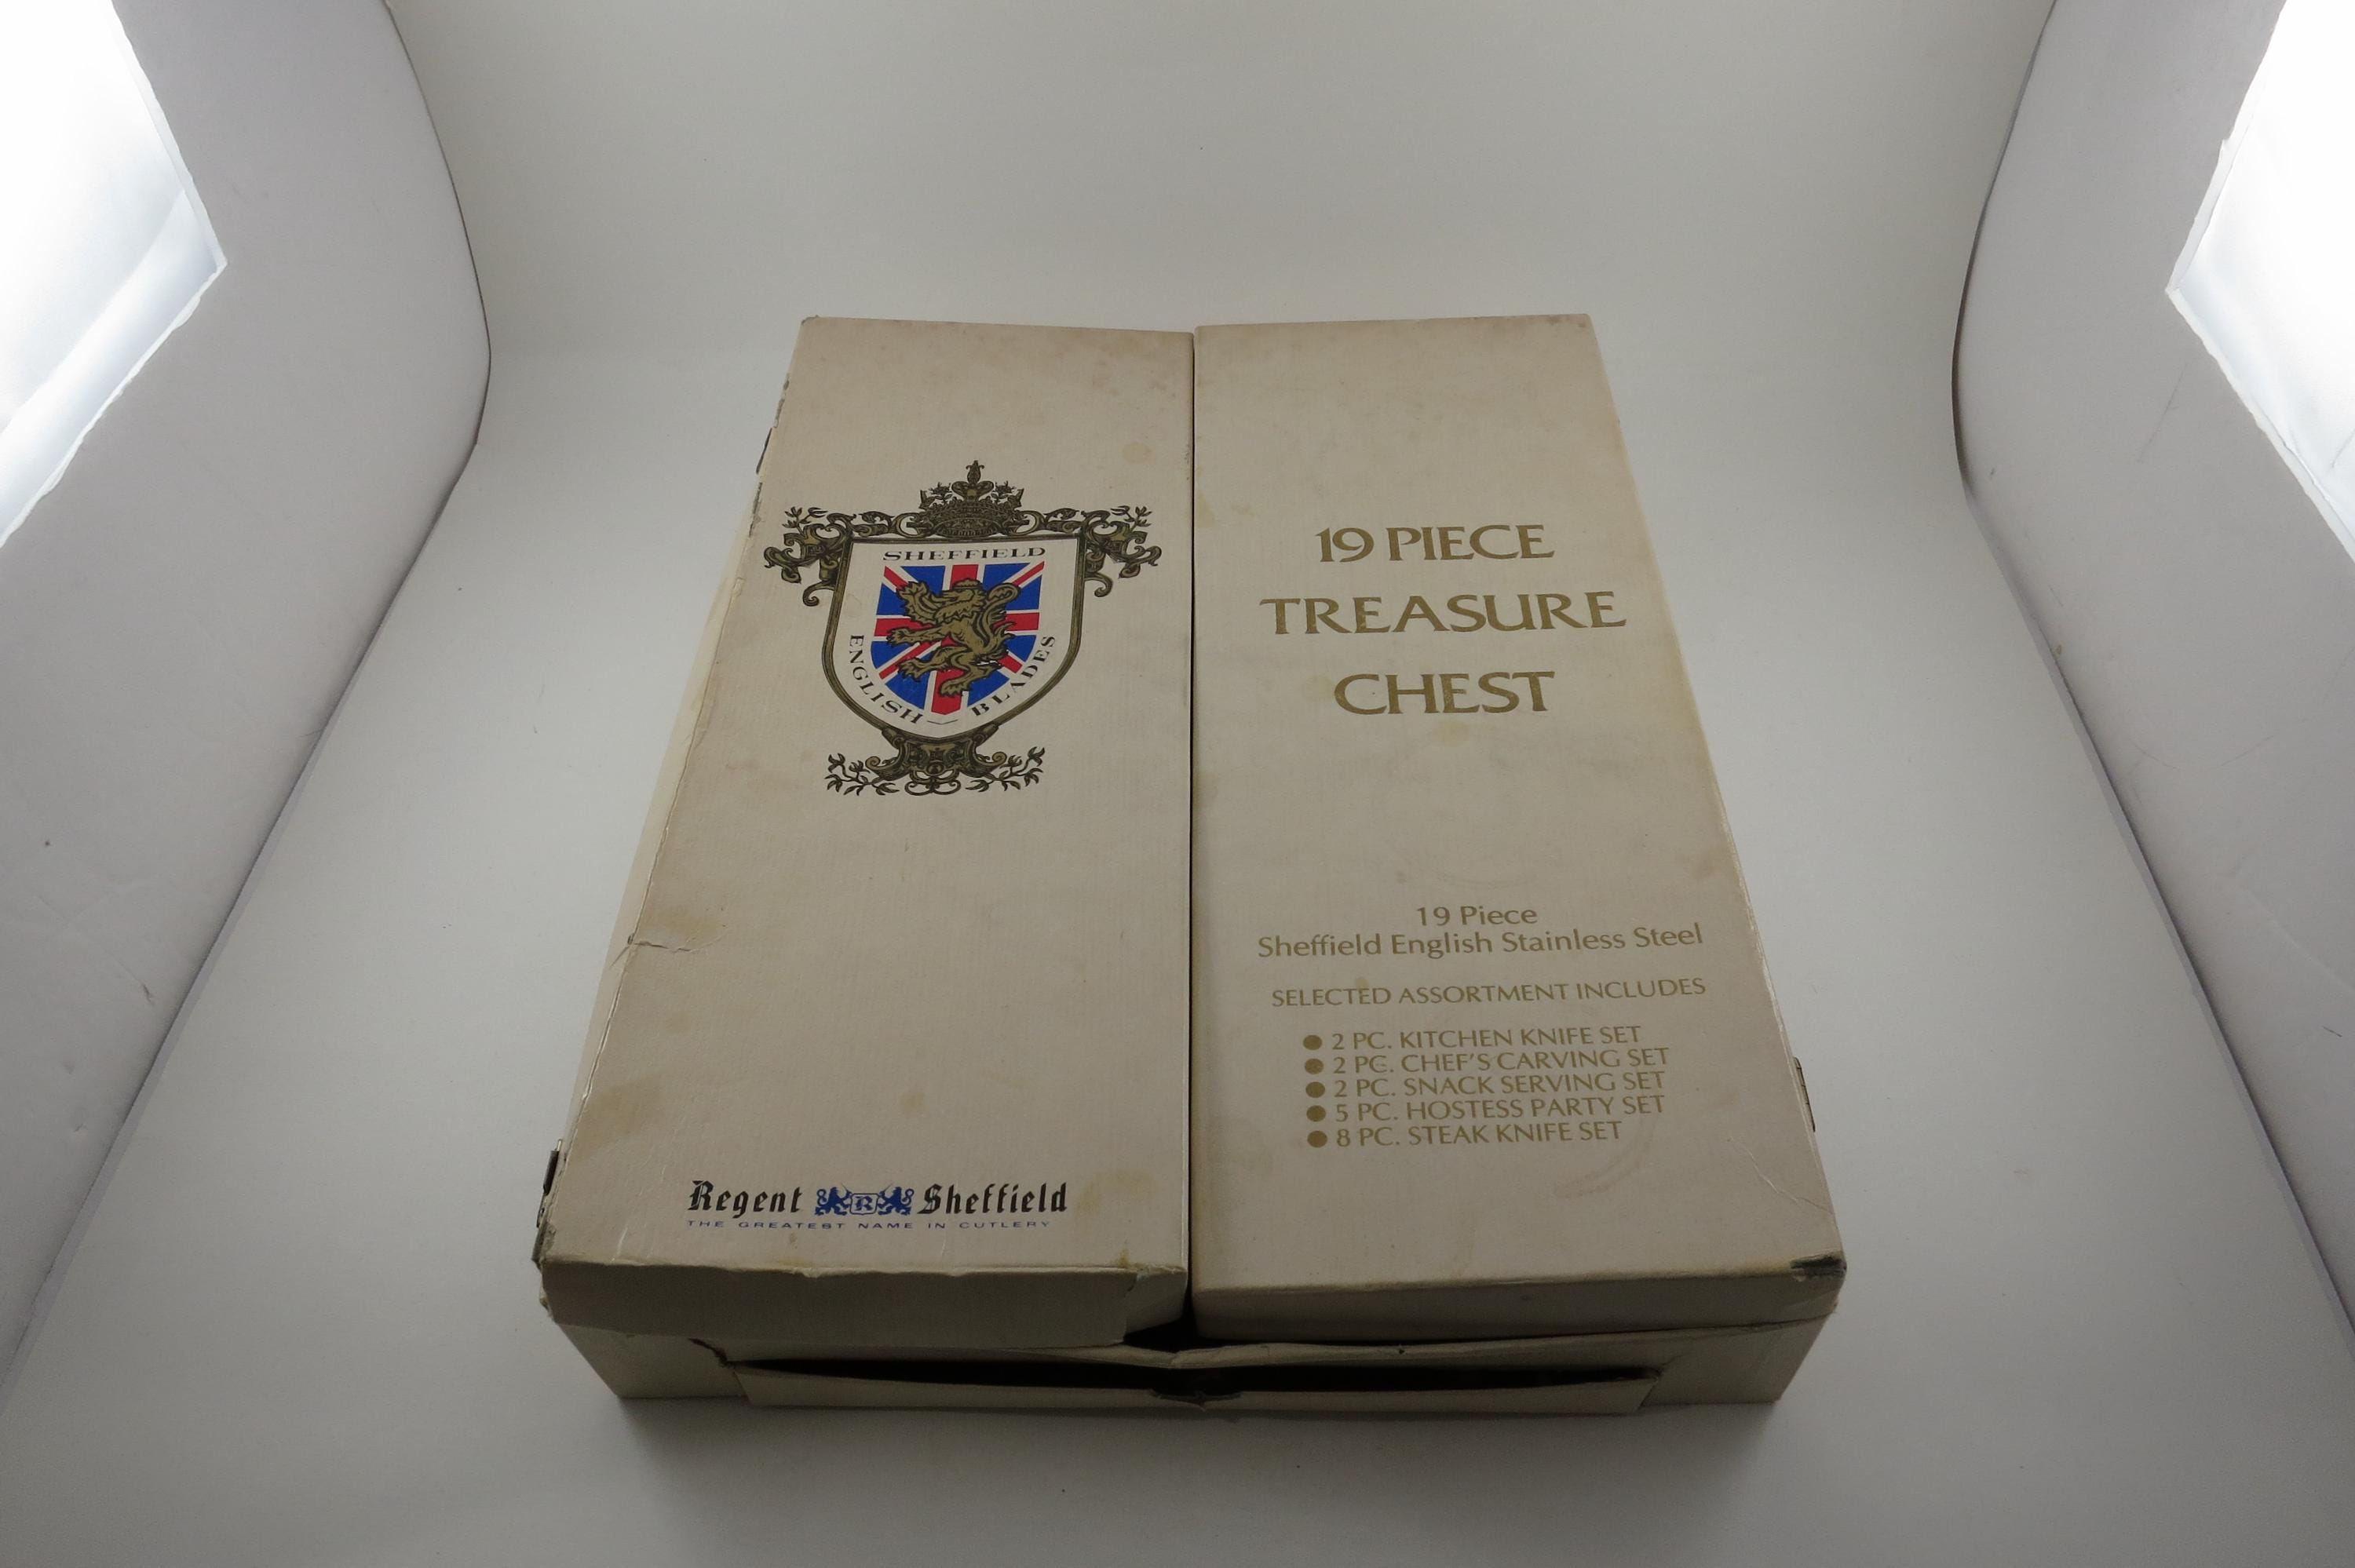 SHEFFIELD
ENGLISH BLADES
Regent R Sheffield
THE GREATEST NAME IN CUTLERY
19 PIECE
TREASURE
CHEST
19 Piece
Sheffield English Stainless Steel
SELECTED ASSORTMENT INCLUDES
● 2 PC. KITCHEN KNIFE SET
● 2 PC. CHEF'S CARVING SET
● 2 PC. SNACK SERVING SET
● 5 PC. HOSTESS PARTY SET
● 8 PC. STEAK KNIFE SET